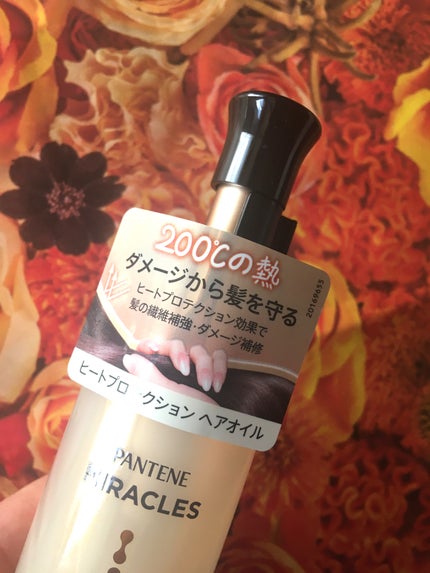 200℃の熱
ダメージから髪を守る
ヒートプロテクション効果で
髪の繊維補強・ダメージ補修
ヒートプロテクション ヘアオイル
20169655
PANTENE
MIRACLES